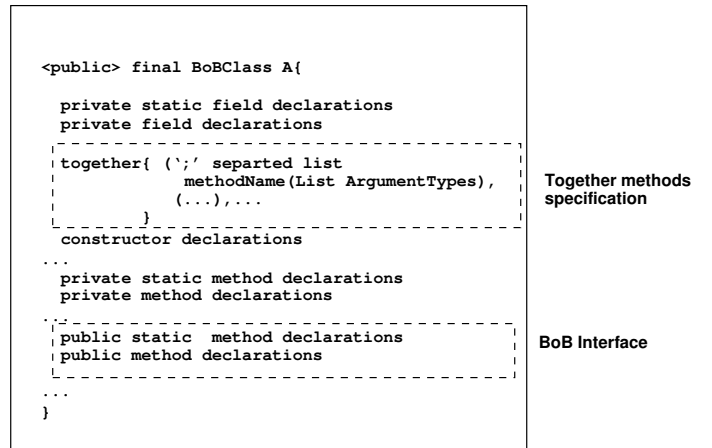 <public> final BoBClass A{
private static field declarations
private field declarations
together{ (‘;’ separted list
methodName(List ArgumentTypes),
(...),...
}
Together methods
specification
constructor declarations
...
private static method declarations
private method declarations
...
public static method declarations
public method declarations
BoB Interface
...
}